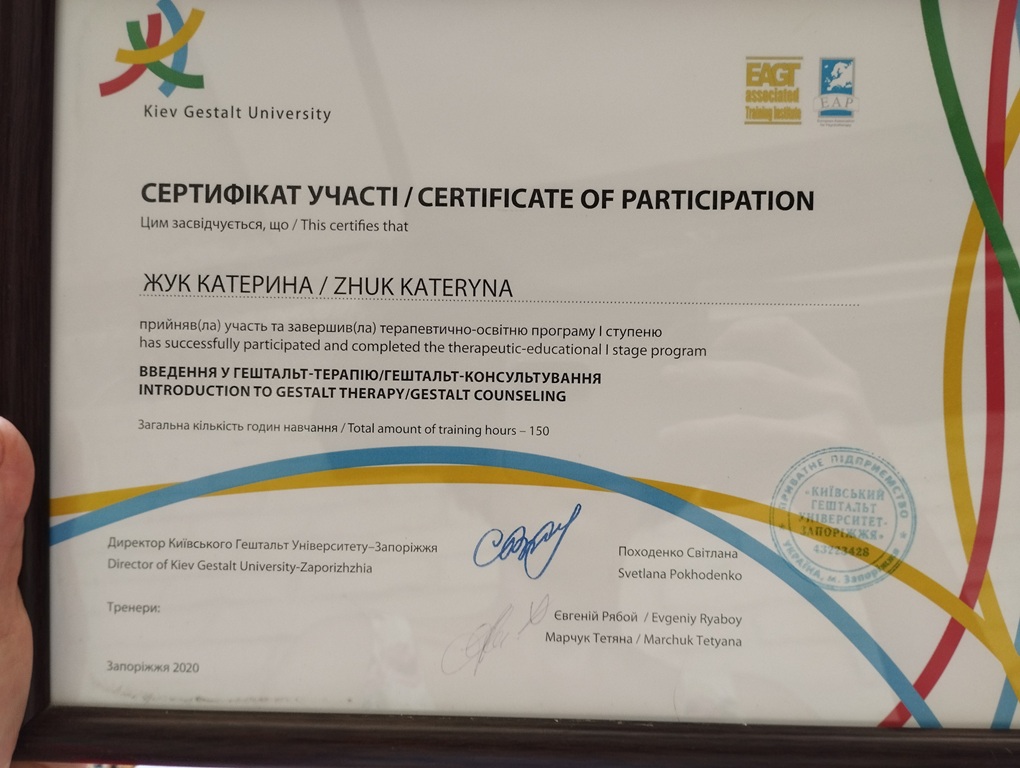 Kiev Gestalt University
EAGT
associated
Training Institute
EAP
СЕРТИФІКАТ УЧАСТІ / CERTIFICATE OF PARTICIPATION
Цим засвідчується, що / This certifies that
ЖУК КАТЕРИНА / ZHUK KATERYNA
прийняв(ла) участь та завершив(ла) терапевтично-освітню програму І ступеню
has successfully participated and completed the therapeutic-educational I stage program
ВВЕДЕННЯ У ГЕШТАЛЬТ-ТЕРАПІЮ/ГЕШТАЛЬТ-КОНСУЛЬТУВАННЯ
INTRODUCTION TO GESTALT THERAPY/GESTALT COUNSELING
Загальна кількість годин навчання / Total amount of training hours – 150
ПРИВАТНЕ ПІДПРИЄМСТВО
«КИЇВСЬКИЙ
ГЕШТАЛЬТ
УНІВЕРСИТЕТ-
ЗАПОРІЖЖЯ»
43223428
УКРАЇНА, м. Запоріжжя
Директор Київського Гештальт Університету–Запоріжжя
Director of Kiev Gestalt University-Zaporizhzhia
Походенко Світлана
Svetlana Pokhodenko
Тренери:
Євгеній Рябой / Evgeniy Ryaboy
Марчук Тетяна / Marchuk Tetyana
Запоріжжя 2020